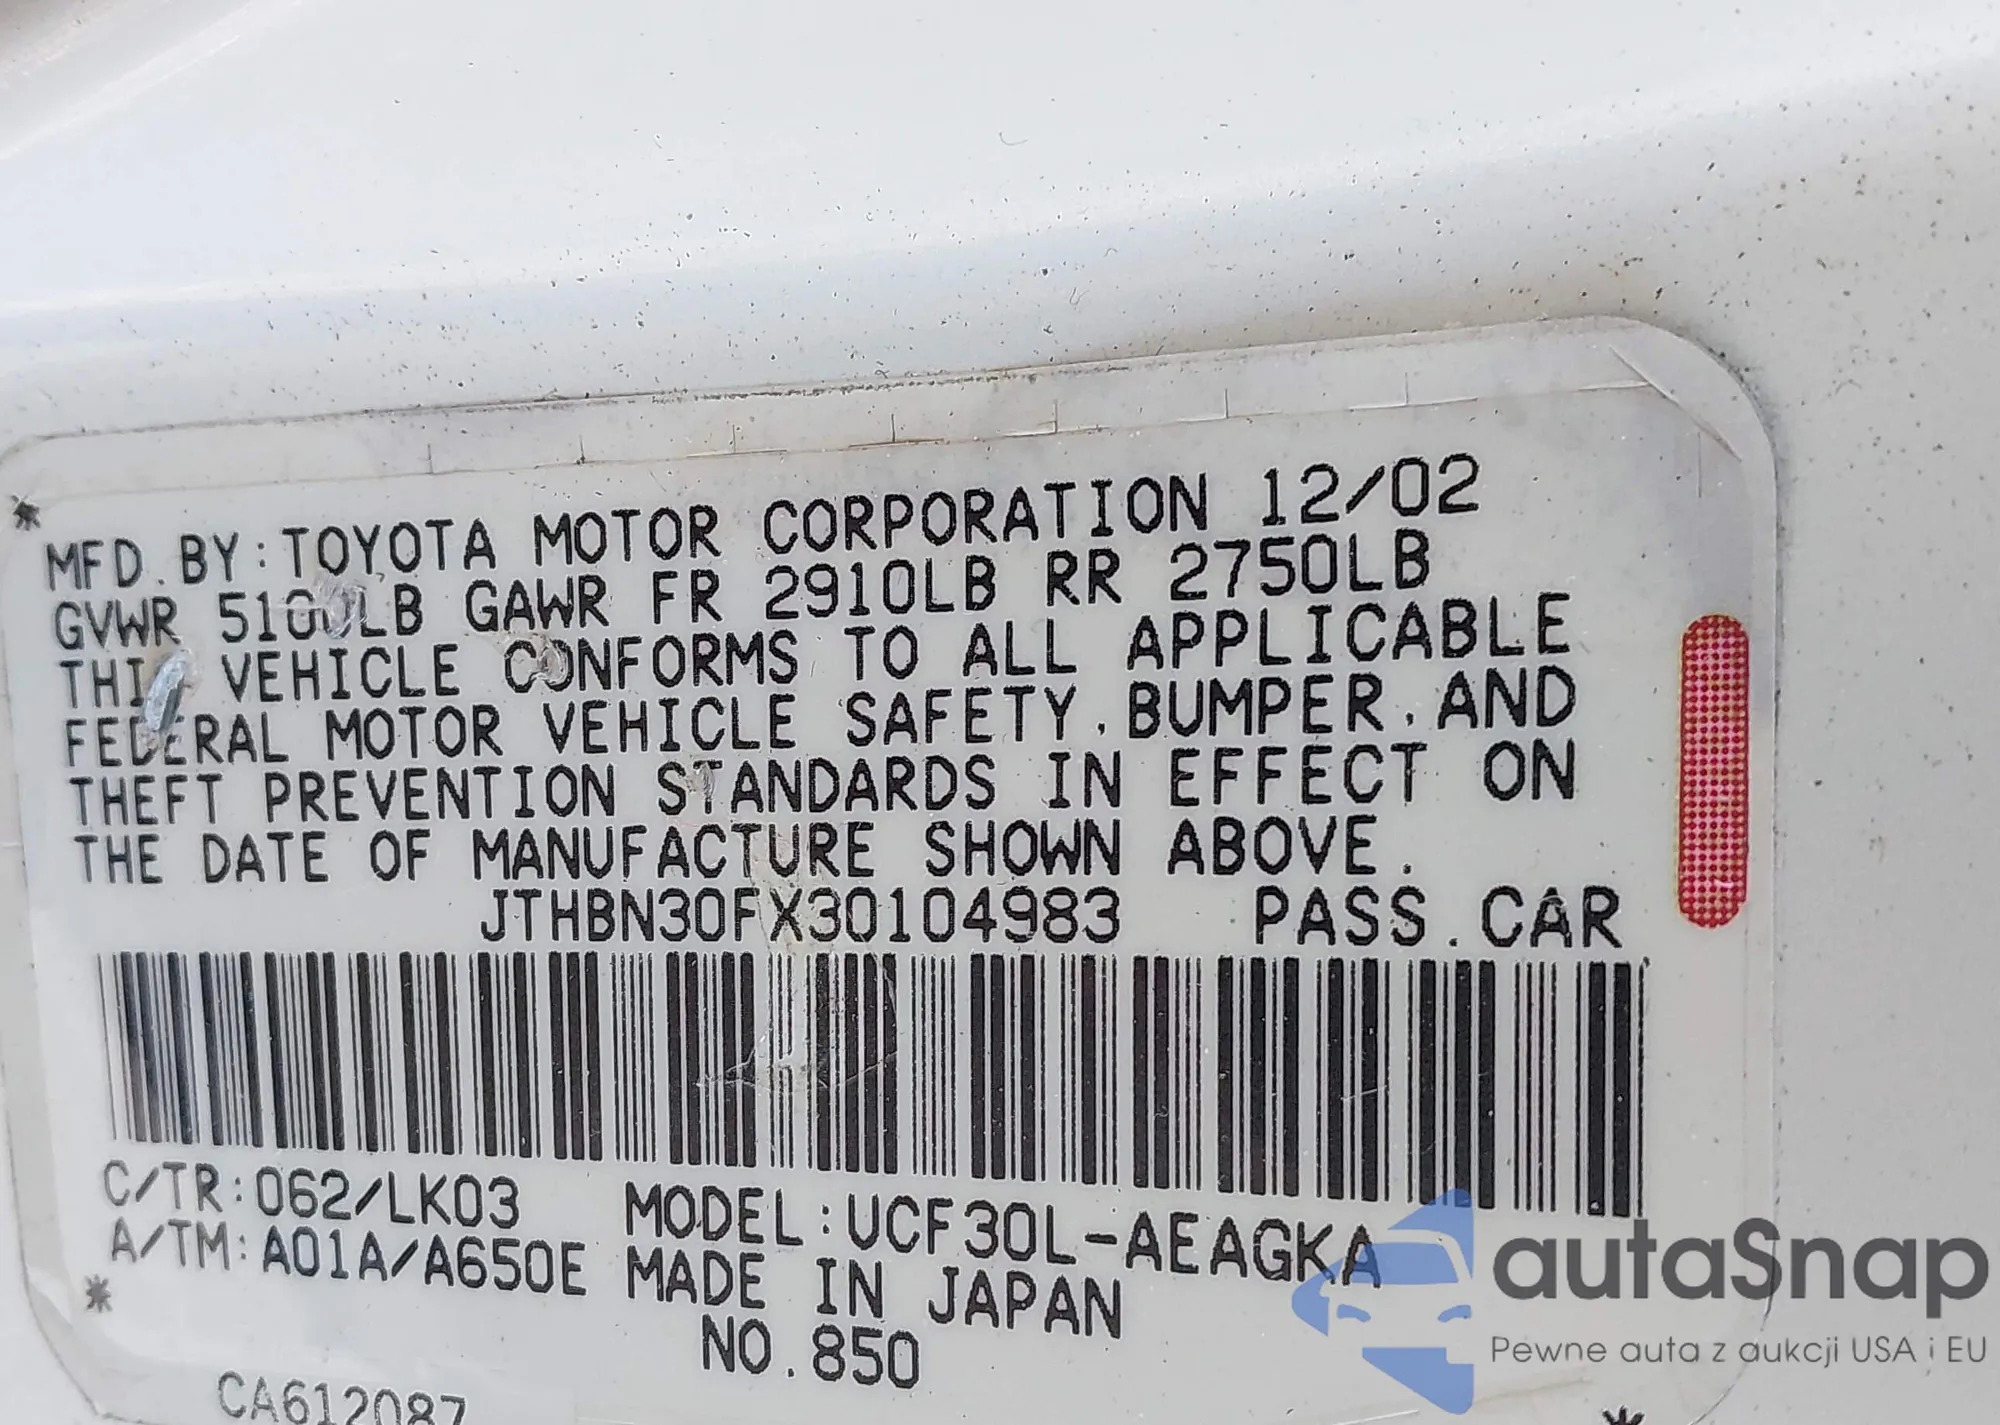 MFD. BY: TOYOTA MOTOR CORPORATION 12/02
GVWR 5100LB GAWR FR 2910LB RR 2750LB
THIS VEHICLE CONFORMS TO ALL APPLICABLE
FEDERAL MOTOR VEHICLE SAFETY, BUMPER, AND
THEFT PREVENTION STANDARDS IN EFFECT ON
THE DATE OF MANUFACTURE SHOWN ABOVE.
JTHBN30FX30104983 PASS. CAR
C/TR: 062/LK03 MODEL: UCF30L-AEAGKA
A/TM: A01A/A650E MADE IN JAPAN
NO. 850
CA612087
autaSnap
Pewne auta z aukcji USA i EU